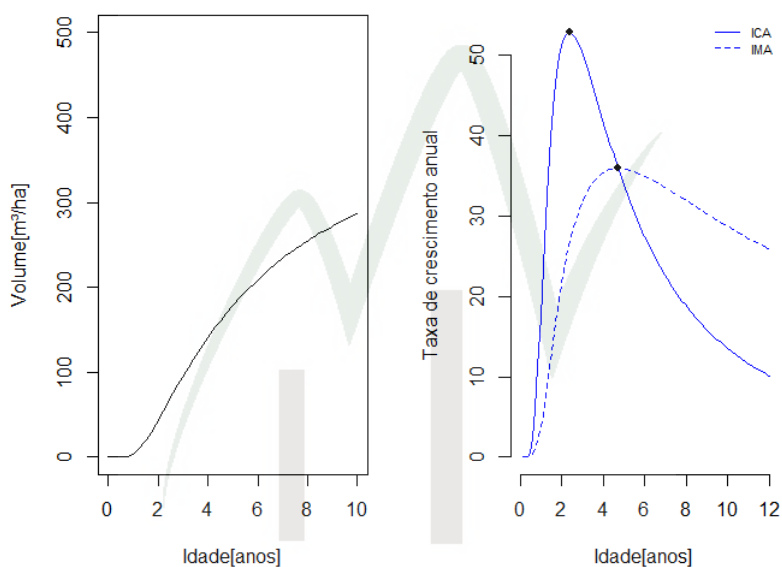 Volume[m³/ha]
500
400
300
200
100
0
0 2 4 6 8 10
Idade[anos]
ICA
IMA
Taxa de crescimento anual
50
40
30
20
10
0
0 2 4 6 8 10 12
Idade[anos]